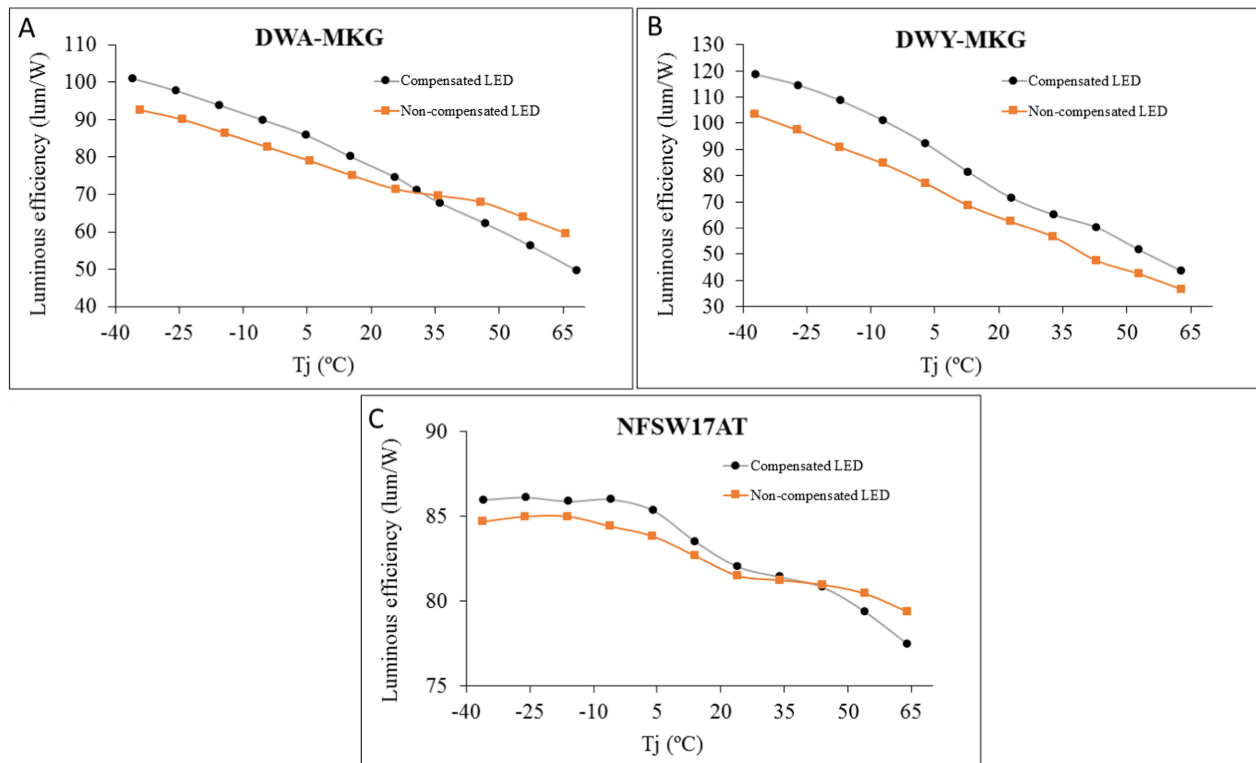 A
DWA-MKG
Luminous efficiency (lum/W)
110
100
90
80
70
60
50
40
Compensated LED
Non-compensated LED
-40 -25 -10 5 20 35 50 65
Tj (ºC)
B
DWY-MKG
Luminous efficiency (lum/W)
130
120
110
100
90
80
70
60
50
40
30
Compensated LED
Non-compensated LED
-40 -25 -10 5 20 35 50 65
Tj (ºC)
C
NFSW17AT
Luminous efficiency (lum/W)
90
85
80
75
Compensated LED
Non-compensated LED
-40 -25 -10 5 20 35 50 65
Tj (ºC)